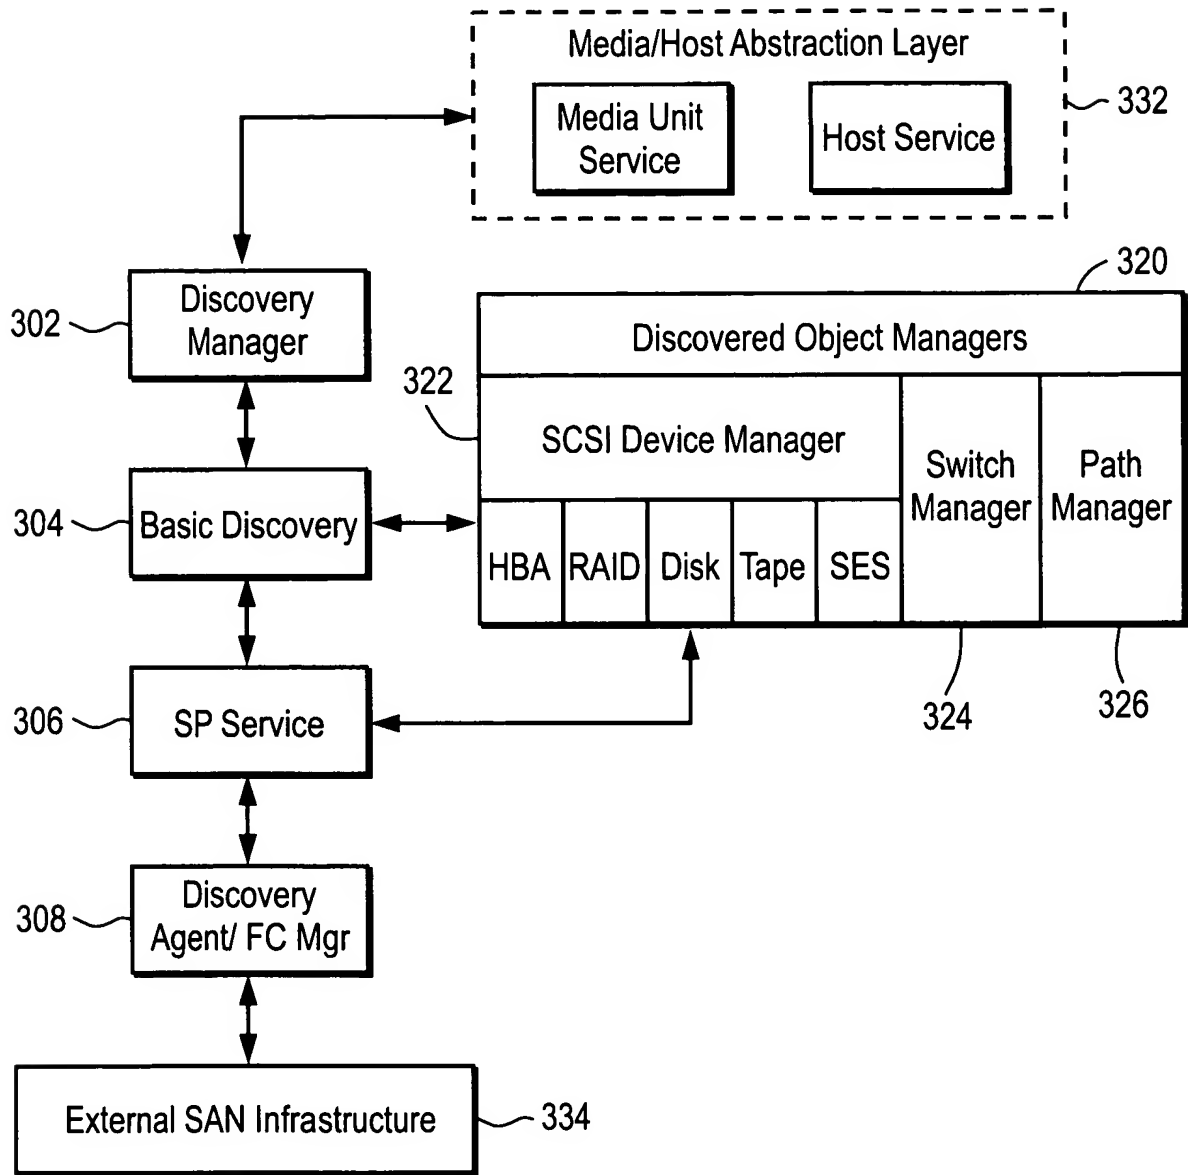 Media/Host Abstraction Layer
Media Unit
Service
Host Service
332
Discovery
Manager
302
320
Discovered Object Managers
322
SCSI Device Manager
Switch
Manager
Path
Manager
304
Basic Discovery
HBA
RAID
Disk
Tape
SES
306
SP Service
324
326
308
Discovery
Agent/ FC Mgr
External SAN Infrastructure
334